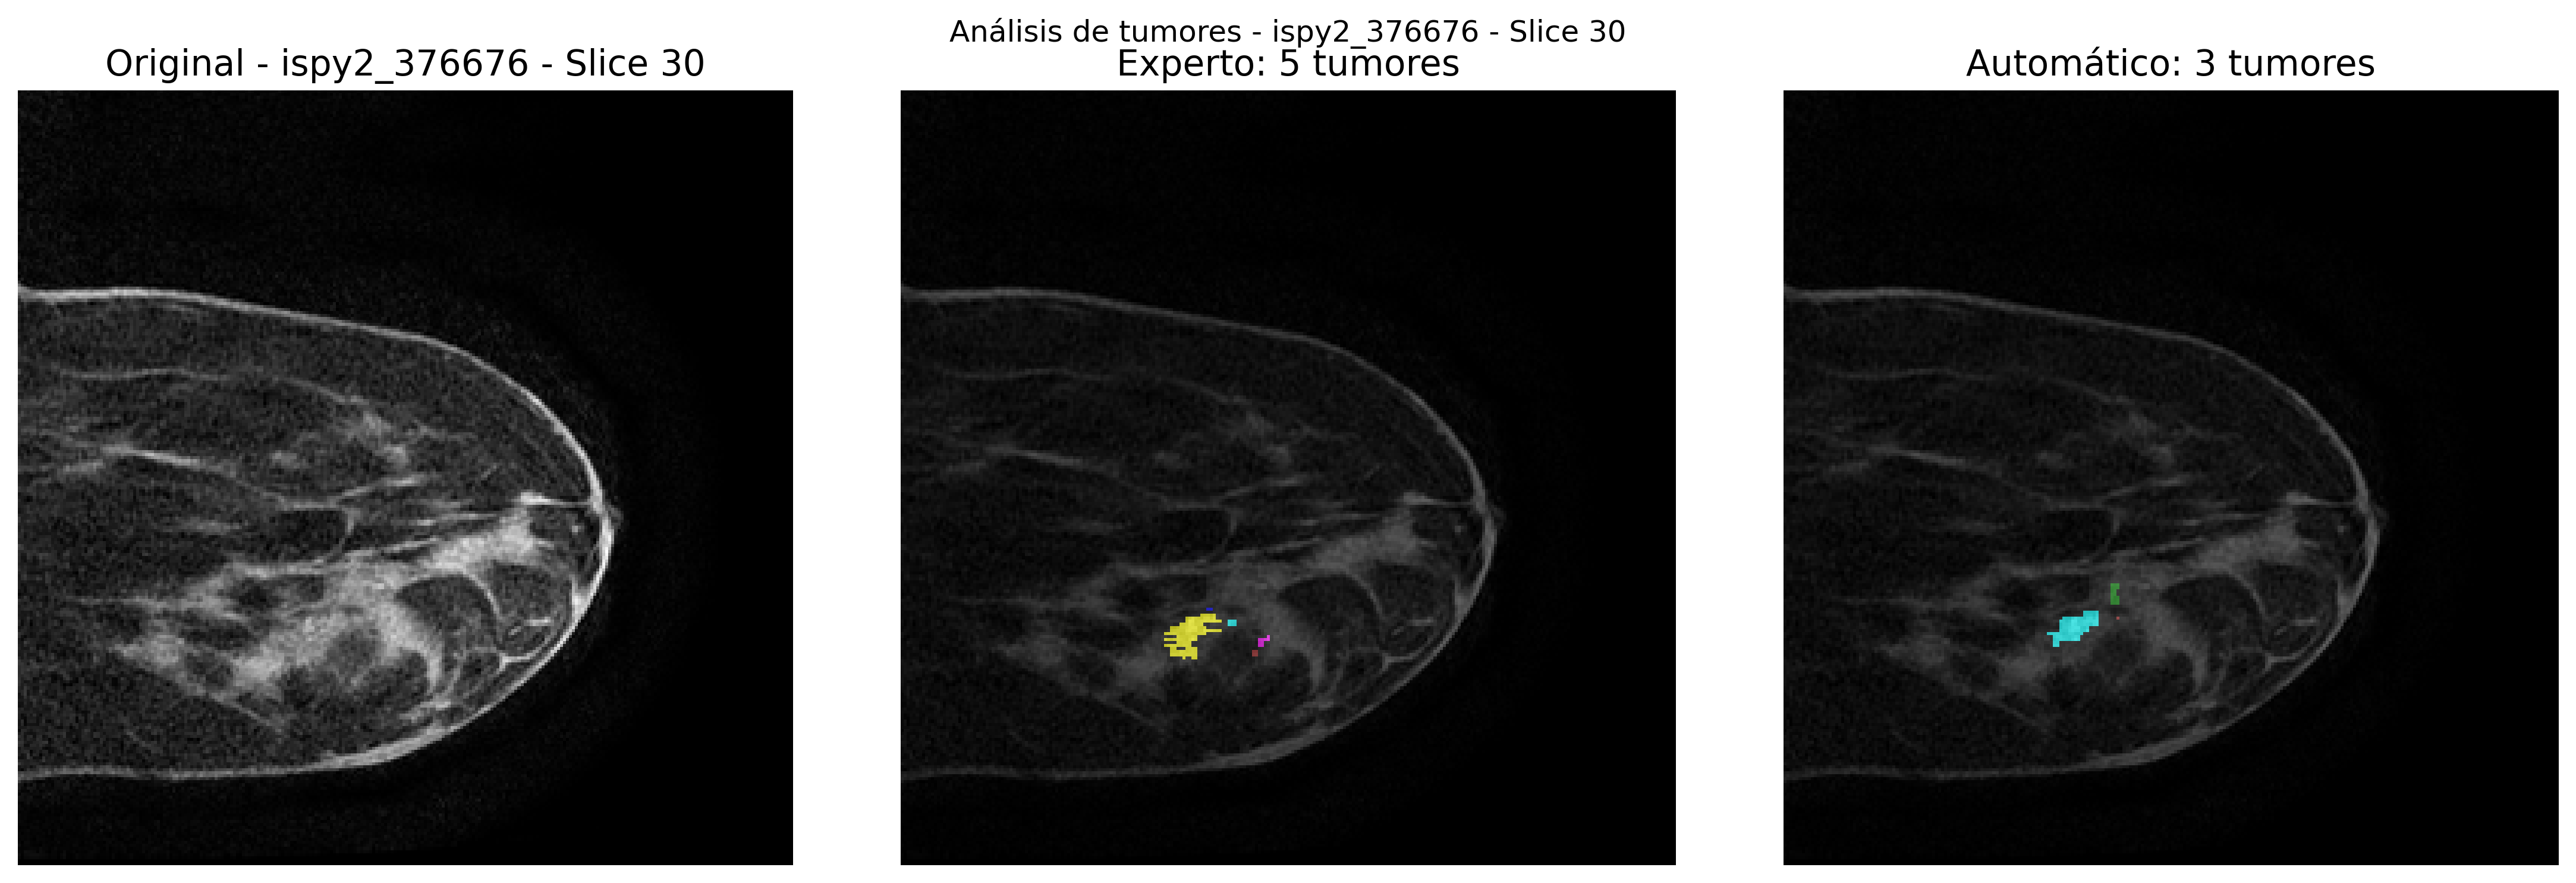 Análisis de tumores - ispy2_376676 - Slice 30
Original - ispy2_376676 - Slice 30
Experto: 5 tumores
Automático: 3 tumores